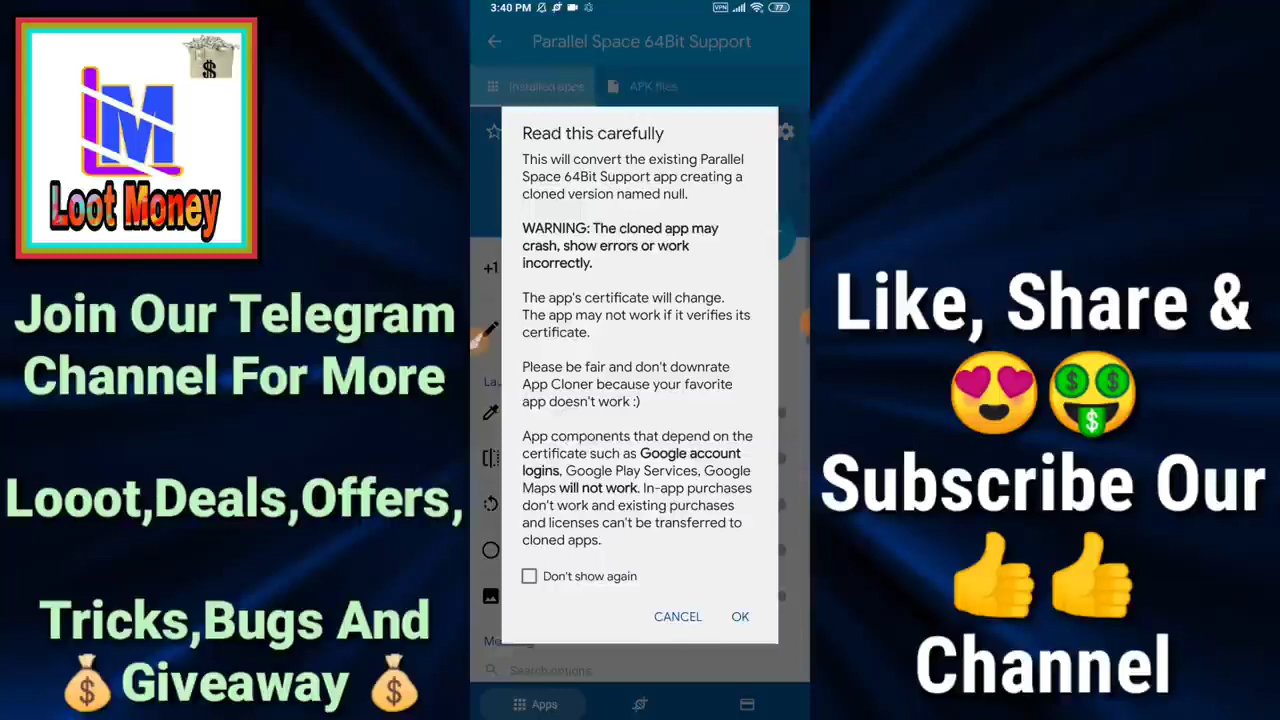 LM
Loot Money
Join Our Telegram
Channel For More
Looot,Deals,Offers,
Tricks,Bugs And
Giveaway
3:40 PM
VPN
77
Parallel Space 64Bit Support
Installed apps
APK files
Read this carefully
This will convert the existing Parallel
Space 64Bit Support app creating a
cloned version named null.
WARNING: The cloned app may
crash, show errors or work
incorrectly.
The app's certificate will change.
The app may not work if it verifies its
certificate.
Please be fair and don't downrate
App Cloner because your favorite
app doesn't work :)
App components that depend on the
certificate such as Google account
logins, Google Play Services, Google
Maps will not work. In-app purchases
don't work and existing purchases
and licenses can't be transferred to
cloned apps.
Don't show again
CANCEL
OK
+1
La
Search options
Apps
Like, Share &
Subscribe Our
Channel